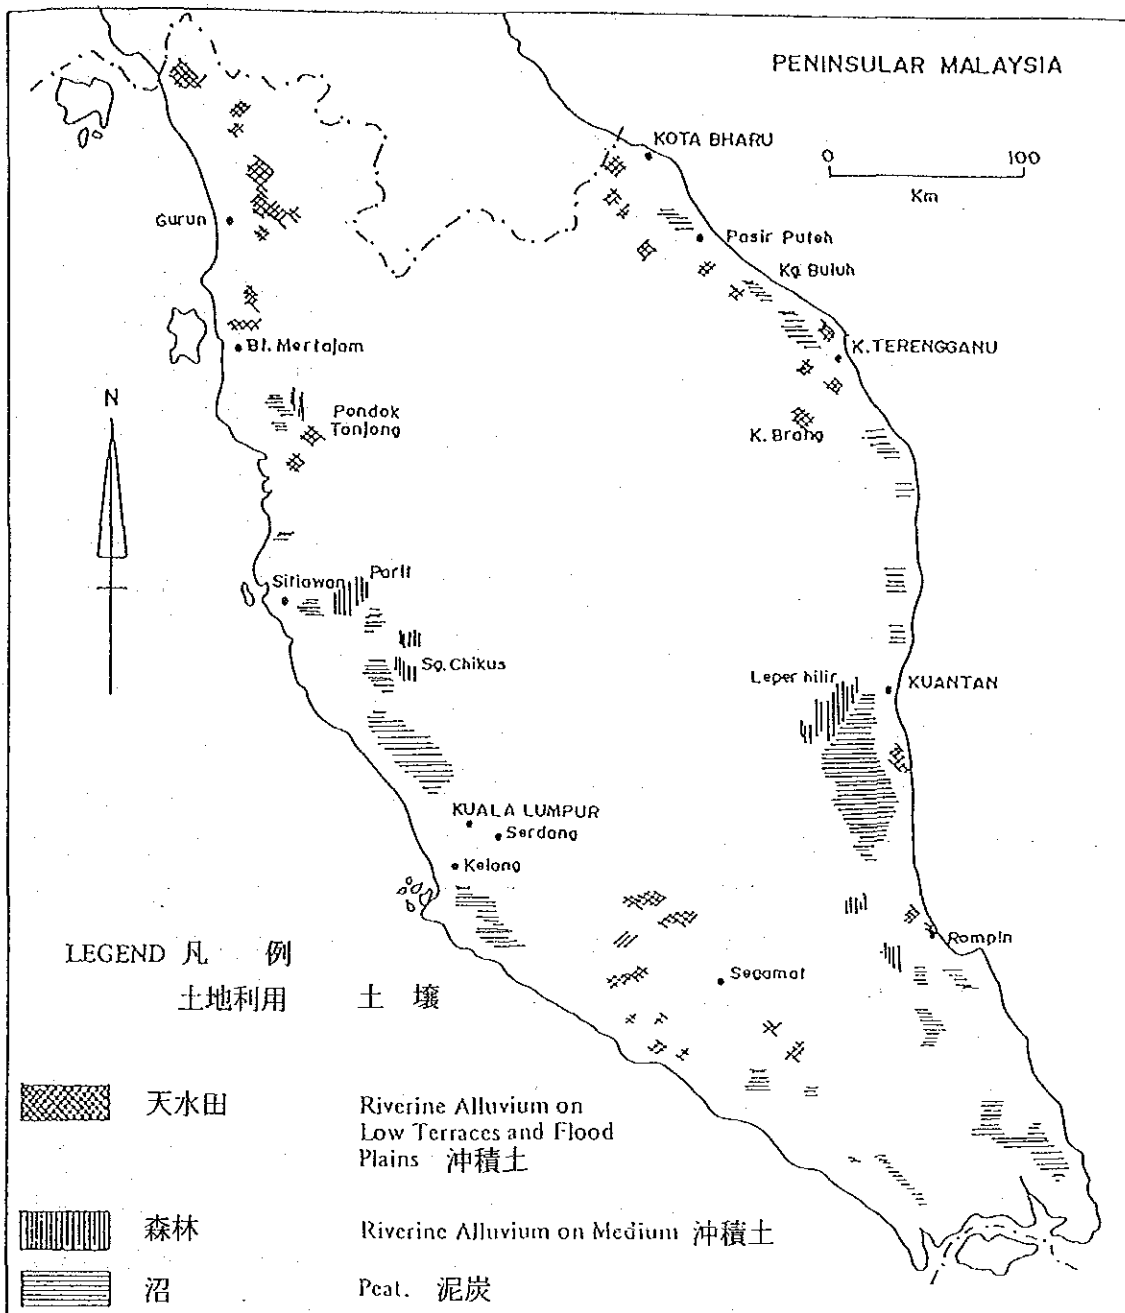 PENINSULAR MALAYSIA
0 100
Km
KOTA BHARU
Gurun
Pasir Puteh
Kg. Buluh
Bt. Mertajam
K. TERENGGANU
N
Pondok
Tanjong
K. Brang
Sitiawan
Parit
Sg. Chikus
Leper hilir
KUANTAN
KUALA LUMPUR
Serdang
Kelang
Rompin
Segamat
LEGEND 凡 例
土地利用 土 壌
天水田 Riverine Alluvium on
Low Terraces and Flood
Plains 沖積土
森林 Riverine Alluvium on Medium 沖積土
沼 Peat. 泥炭